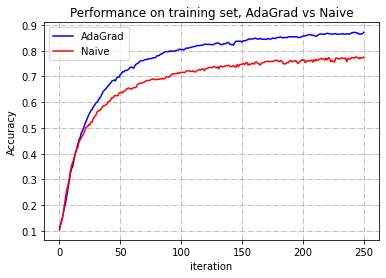 Performance on training set, AdaGrad vs Naive
AdaGrad
Naive
Accuracy
0.9
0.8
0.7
0.6
0.5
0.4
0.3
0.2
0.1
0 50 100 150 200 250
iteration